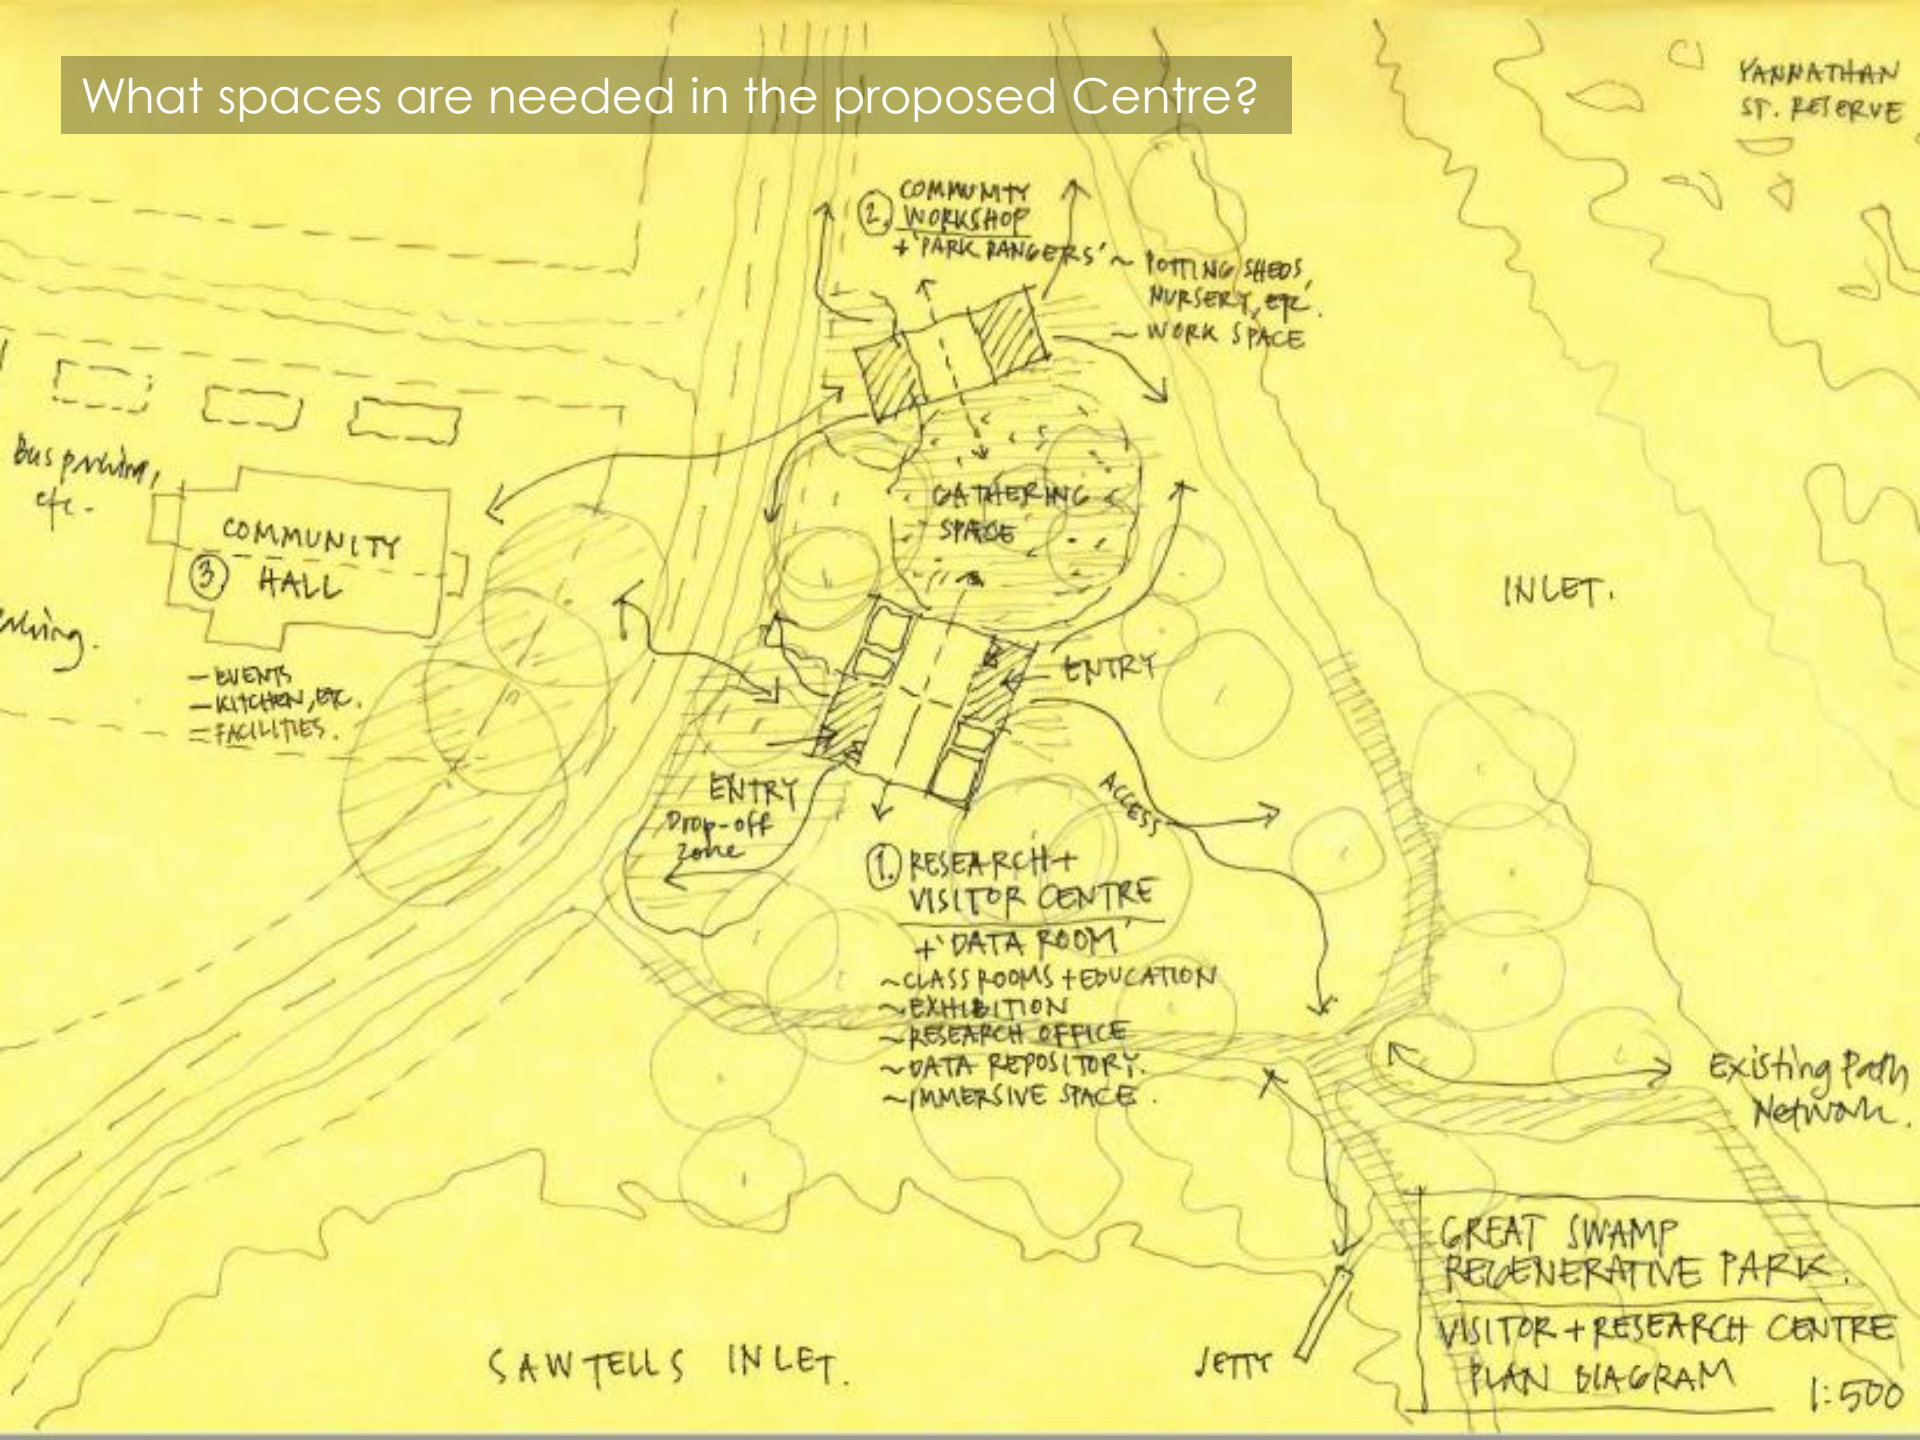 What spaces are needed in the proposed Centre?
YANNATHAN
ST. RESERVE
2. COMMUNITY
WORKSHOP
+ 'PARK RANGERS'
~ POTTING SHEDS,
NURSERY, ETC.
~ WORK SPACE
Bus parking,
etc.
COMMUNITY
3 HALL
- EVENTS
- KITCHEN, ETC.
= FACILITIES.
GATHERING
SPACE
INLET.
ENTRY
ENTRY
Drop-off
Zone
ACCESS
1. RESEARCH +
VISITOR CENTRE
+ 'DATA ROOM'
~ CLASSROOMS + EDUCATION
~ EXHIBITION
~ RESEARCH OFFICE
~ DATA REPOSITORY.
~ IMMERSIVE SPACE.
Existing Path
Network.
SAWTELLS INLET.
JETTY
GREAT SWAMP
REGENERATIVE PARK.
VISITOR + RESEARCH CENTRE
PLAN DIAGRAM
1:500